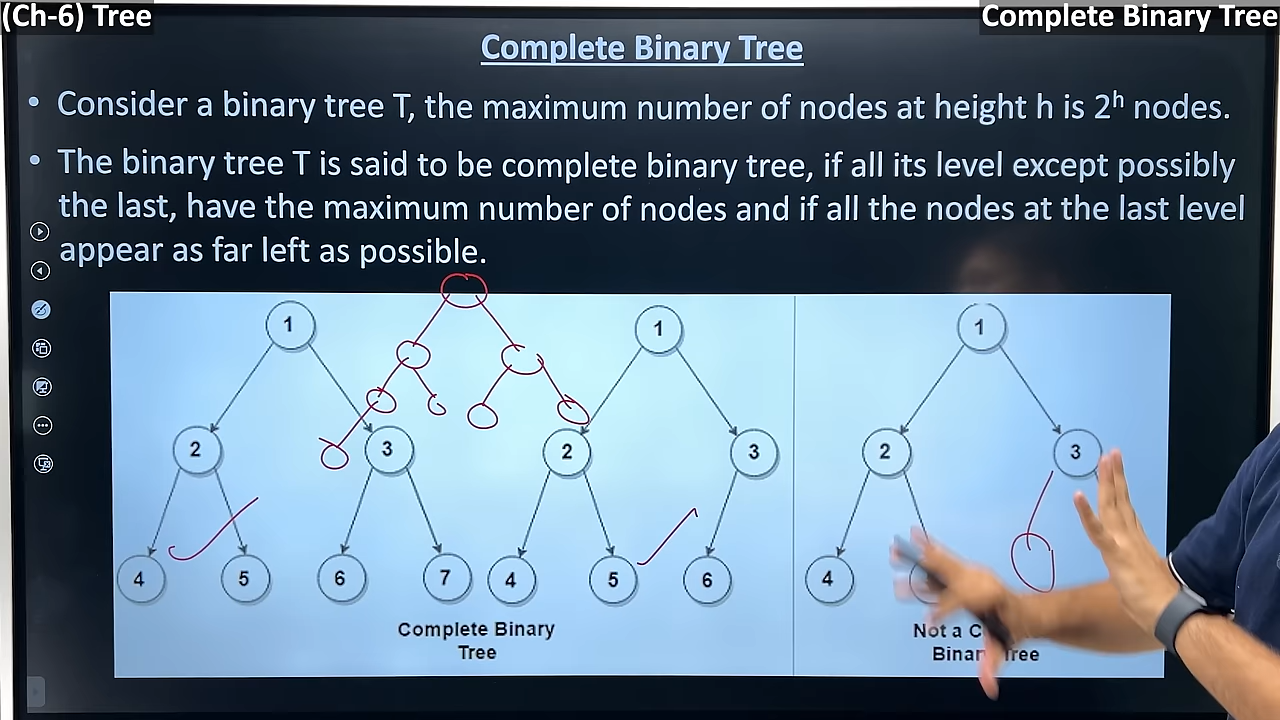 (Ch-6) Tree
Complete Binary Tree
Complete Binary Tree
• Consider a binary tree T, the maximum number of nodes at height h is 2ʰ nodes.
• The binary tree T is said to be complete binary tree, if all its level except possibly
the last, have the maximum number of nodes and if all the nodes at the last level
appear as far left as possible.
1
2
3
4
5
6
7
Complete Binary
Tree
1
2
3
4
5
6
1
2
3
4
Not a